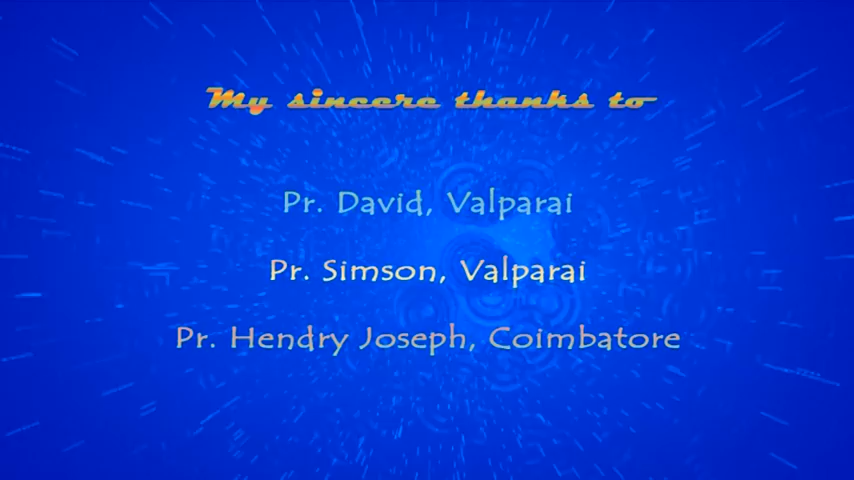 My sincere thanks to
Pr. David, Valparai
Pr. Simson, Valparai
Pr. Hendry Joseph, Coimbatore